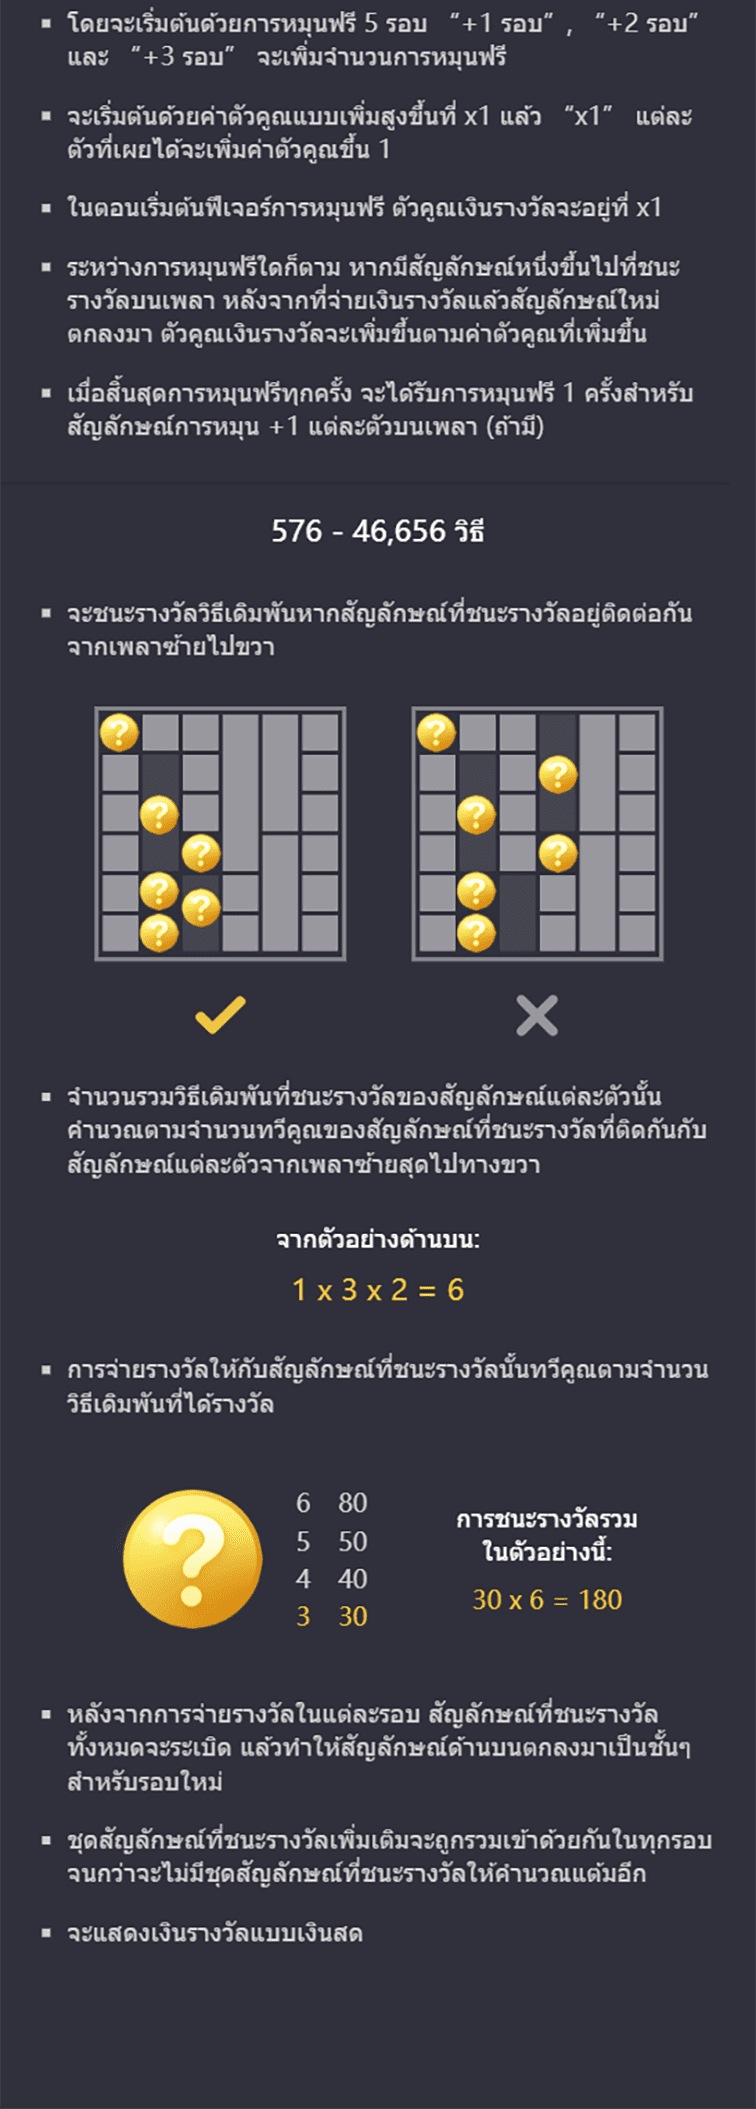 ▪ โดยจะเริ่มต้นด้วยการหมุนฟรี 5 รอบ “+1 รอบ” , “+2 รอบ”
และ “+3 รอบ” จะเพิ่มจำนวนการหมุนฟรี
▪ จะเริ่มต้นด้วยค่าตัวคูณแบบเพิ่มสูงขึ้นที่ x1 แล้ว “x1” แต่ละ
ตัวที่เผยได้จะเพิ่มค่าตัวคูณขึ้น 1
▪ ในตอนเริ่มต้นฟีเจอร์การหมุนฟรี ตัวคูณเงินรางวัลจะอยู่ที่ x1
▪ ระหว่างการหมุนฟรีใดก็ตาม หากมีสัญลักษณ์หนึ่งขึ้นไปที่ชนะ
รางวัลบนเพลา หลังจากที่จ่ายเงินรางวัลแล้วสัญลักษณ์ใหม่
ตกลงมา ตัวคูณเงินรางวัลจะเพิ่มขึ้นตามค่าตัวคูณที่เพิ่มขึ้น
▪ เมื่อสิ้นสุดการหมุนฟรีทุกครั้ง จะได้รับการหมุนฟรี 1 ครั้งสำหรับ
สัญลักษณ์การหมุน +1 แต่ละตัวบนเพลา (ถ้ามี)
576 - 46,656 วิธี
▪ จะชนะรางวัลวิธีเดิมพันหากสัญลักษณ์ที่ชนะรางวัลอยู่ติดต่อกัน
จากเพลาซ้ายไปขวา
? ?
? ?
? ?
? ?
? ? ?
? ?
▪ จำนวนรวมวิธีเดิมพันที่ชนะรางวัลของสัญลักษณ์แต่ละตัวนั้น
คำนวณตามจำนวนทวีคูณของสัญลักษณ์ที่ชนะรางวัลที่ติดกันกับ
สัญลักษณ์แต่ละตัวจากเพลาซ้ายสุดไปทางขวา
จากตัวอย่างด้านบน:
1 x 3 x 2 = 6
▪ การจ่ายรางวัลให้กับสัญลักษณ์ที่ชนะรางวัลนั้นทวีคูณตามจำนวน
วิธีเดิมพันที่ได้รางวัล
?
6 80
5 50
4 40
3 30
การชนะรางวัลรวม
ในตัวอย่างนี้:
30 x 6 = 180
▪ หลังจากการจ่ายรางวัลในแต่ละรอบ สัญลักษณ์ที่ชนะรางวัล
ทั้งหมดจะระเบิด แล้วทำให้สัญลักษณ์ด้านบนตกลงมาเป็นชั้นๆ
สำหรับรอบใหม่
▪ ชุดสัญลักษณ์ที่ชนะรางวัลเพิ่มเติมจะถูกรวมเข้าด้วยกันในทุกรอบ
จนกว่าจะไม่มีชุดสัญลักษณ์ที่ชนะรางวัลให้คำนวณแต้มอีก
▪ จะแสดงเงินรางวัลแบบเงินสด